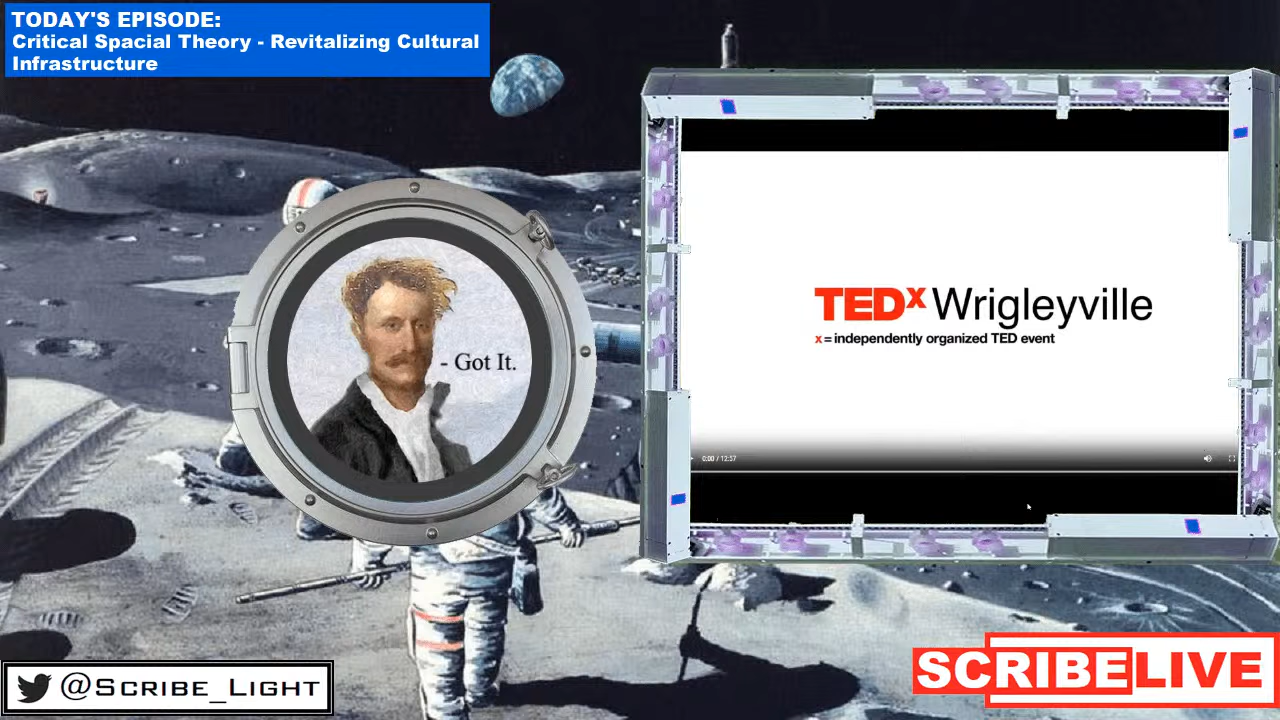 TODAY'S EPISODE:
Critical Spacial Theory - Revitalizing Cultural
Infrastructure
- Got It.
TEDx Wrigleyville
x = independently organized TED event
0:00 / 12:57
@SCRIBE_LIGHT
SCRIBELIVE